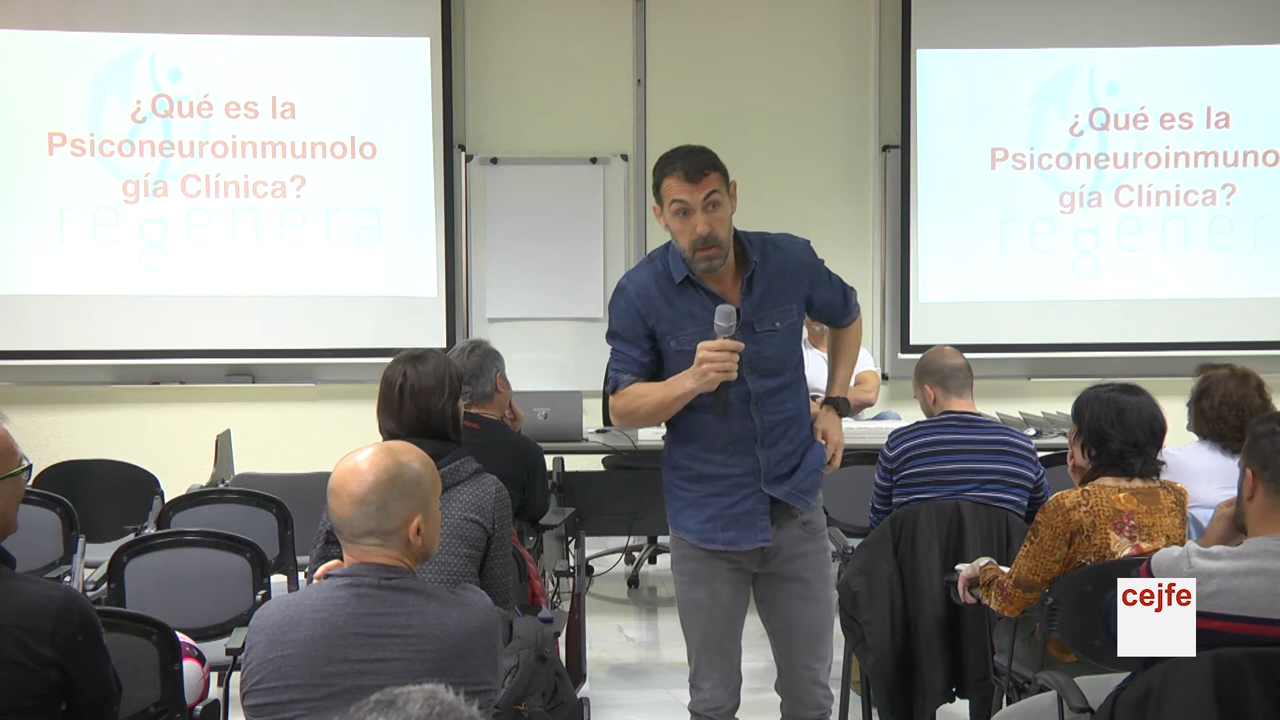 ¿Qué es la
Psiconeuroinmunolo
gía Clínica?
regenera
¿Qué es la
Psiconeuroinmuno
gía Clínica?
regener
cejfe